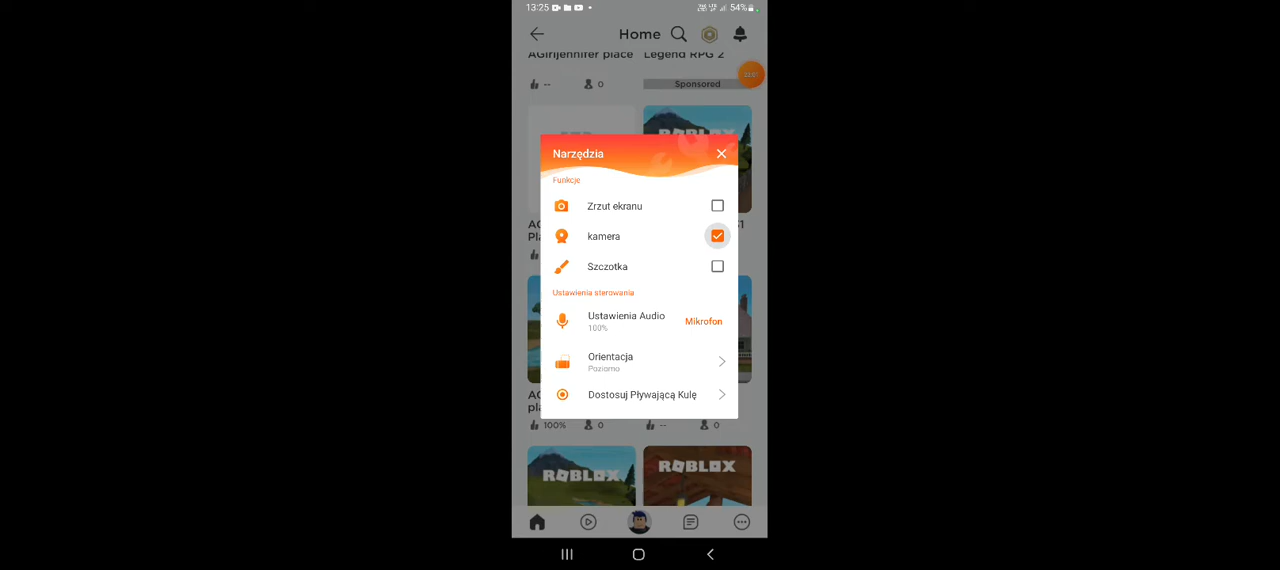 13:25
54%
Home
AGirljennifer place
Legend RPG 2
--
0
Sponsored
ROBLOX
Narzędzia
Funkcje
Zrzut ekranu
kamera
Szczotka
Ustawienia sterowania
Ustawienia Audio
Mikrofon
100%
Orientacja
Poziomo
Dostosuj Pływającą Kulę
100%
0
--
0
ROBLOX
ROBLOX